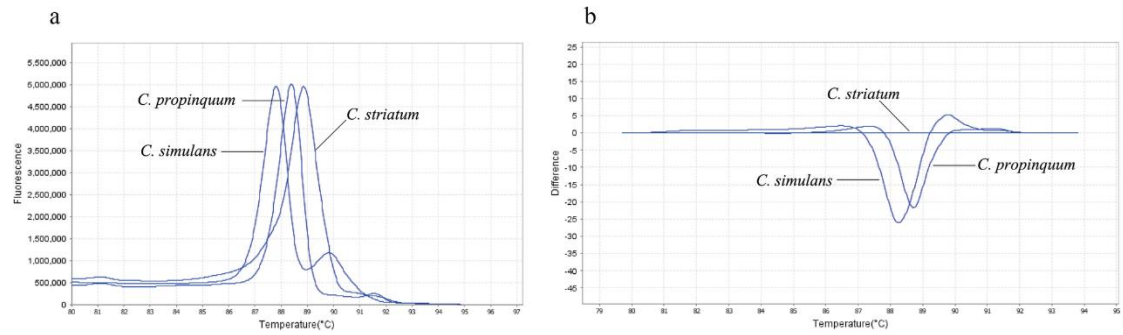 a
5,500,000
5,000,000
4,500,000
4,000,000
3,500,000
3,000,000
2,500,000
2,000,000
1,500,000
1,000,000
500,000
0
Fluorescence
C. propinquum
C. striatum
C. simulans
80 81 82 83 84 85 86 87 88 89 90 91 92 93 94 95 96 97
Temperature(°C)
b
25
20
15
10
5
0
-5
-10
-15
-20
-25
-30
-35
-40
-45
Difference
C. striatum
C. propinquum
C. simulans
79 80 81 82 83 84 85 86 87 88 89 90 91 92 93 94 95
Temperature(°C)